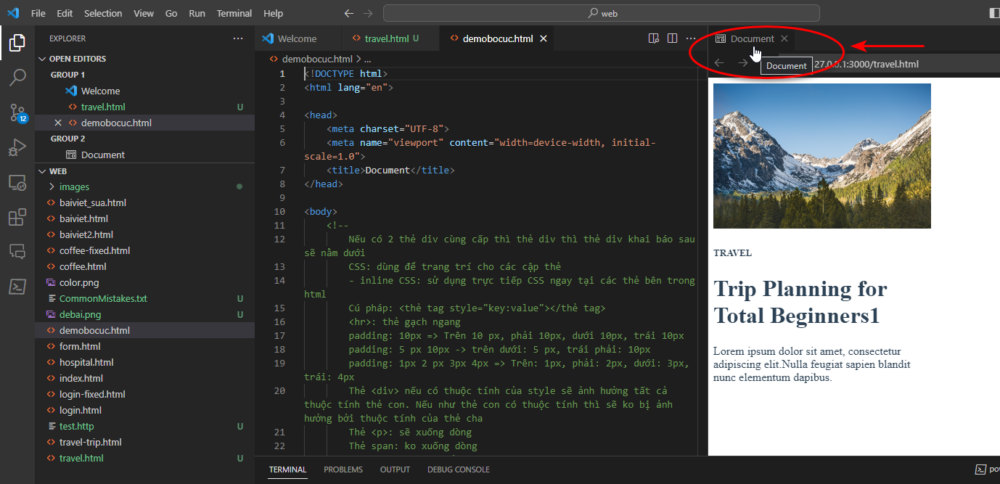 File Edit Selection View Go Run Terminal Help
web
EXPLORER
OPEN EDITORS
GROUP 1
Welcome
travel.html U
demobocuc.html
GROUP 2
Document
WEB
images
baiviet_sua.html
baiviet.html
baiviet2.html
coffee-fixed.html
coffee.html
color.png
CommonMistakes.txt U
debai.png U
demobocuc.html
form.html
hospital.html
index.html
login-fixed.html
login.html
test.http U
travel-trip.html
travel.html U
12
Welcome
travel.html U
demobocuc.html
demobocuc.html > ...
1 <!DOCTYPE html>
2 <html lang="en">
3
4 <head>
5 <meta charset="UTF-8">
6 <meta name="viewport" content="width=device-width, initial-
scale=1.0">
7 <title>Document</title>
8 </head>
9
10 <body>
11 <!--
12 Nếu có 2 thẻ div cùng cấp thì thẻ div thì thẻ div khai báo sau
sẽ nằm dưới
13 CSS: dùng để trang trí cho các cặp thẻ
14 - inline CSS: sử dụng trực tiếp CSS ngay tại các thẻ bên trong
html
15 Cú pháp: <thẻ tag style="key:value"></thẻ tag>
16 <hr>: thẻ gạch ngang
17 padding: 10px => Trên 10 px, phải 10px, dưới 10px, trái 10px
18 padding: 5 px 10px -> trên dưới: 5 px, trái phải: 10px
19 padding: 1px 2 px 3px 4px => Trên: 1px, phải: 2px, dưới: 3px,
trái: 4px
20 Thẻ <div> nếu có thuộc tính của style sẽ ảnh hưởng tất cả
thuộc tính thẻ con. Nếu như thẻ con có thuộc tính thì sẽ ko bị ảnh
hưởng bởi thuộc tính của thẻ cha
21 Thẻ <p>: sẽ xuống dòng
22 Thẻ span: ko xuống dòng
TERMINAL PROBLEMS OUTPUT DEBUG CONSOLE
Document
Document
27.0.0.1:3000/travel.html
TRAVEL
Trip Planning for
Total Beginners1
Lorem ipsum dolor sit amet, consectetur
adipiscing elit.Nulla feugiat sapien blandit
nunc elementum dapibus.